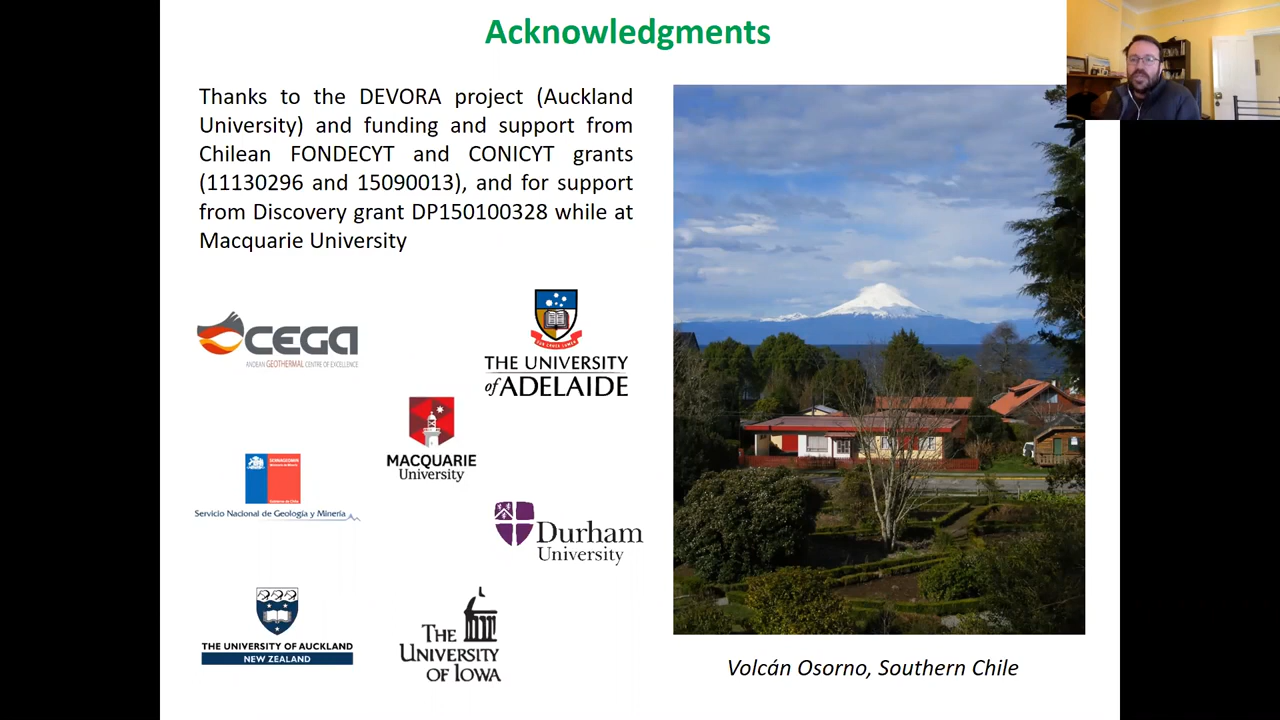 Acknowledgments
Thanks to the DEVORA project (Auckland
University) and funding and support from
Chilean FONDECYT and CONICYT grants
(11130296 and 15090013), and for support
from Discovery grant DP150100328 while at
Macquarie University
CEGA
ANDEAN GEOTHERMAL CENTRE OF EXCELLENCE
THE UNIVERSITY
of ADELAIDE
MACQUARIE
University
Servicio Nacional de Geología y Minería
Durham
University
THE UNIVERSITY OF AUCKLAND
NEW ZEALAND
THE
UNIVERSITY
OF IOWA
Volcán Osorno, Southern Chile